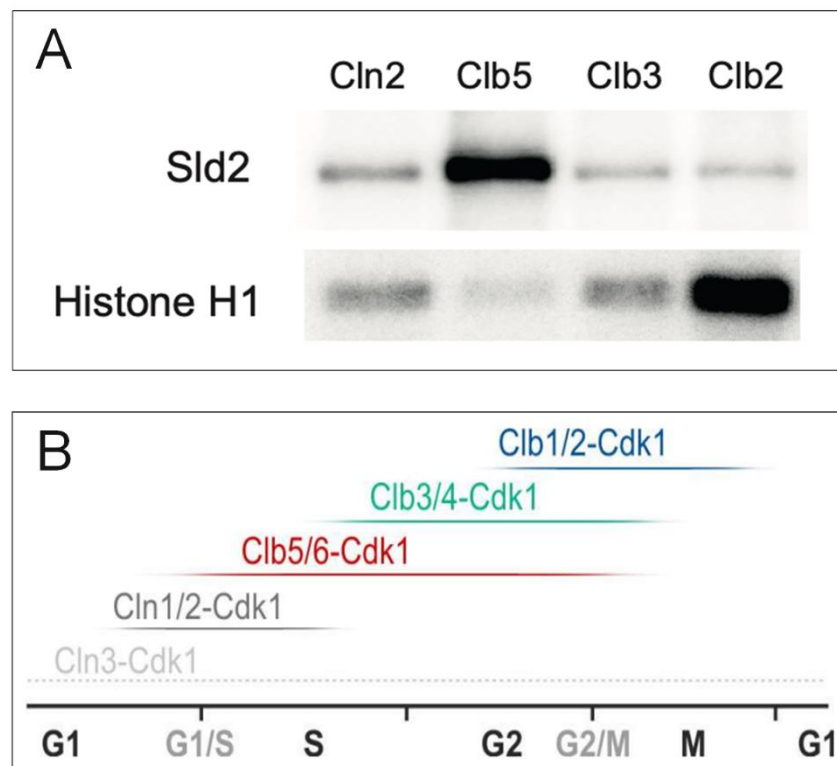 A
Cln2 Clb5 Clb3 Clb2
Sld2
Histone H1
B
Clb1/2-Cdk1
Clb3/4-Cdk1
Clb5/6-Cdk1
Cln1/2-Cdk1
Cln3-Cdk1
G1 G1/S S G2 G2/M M G1